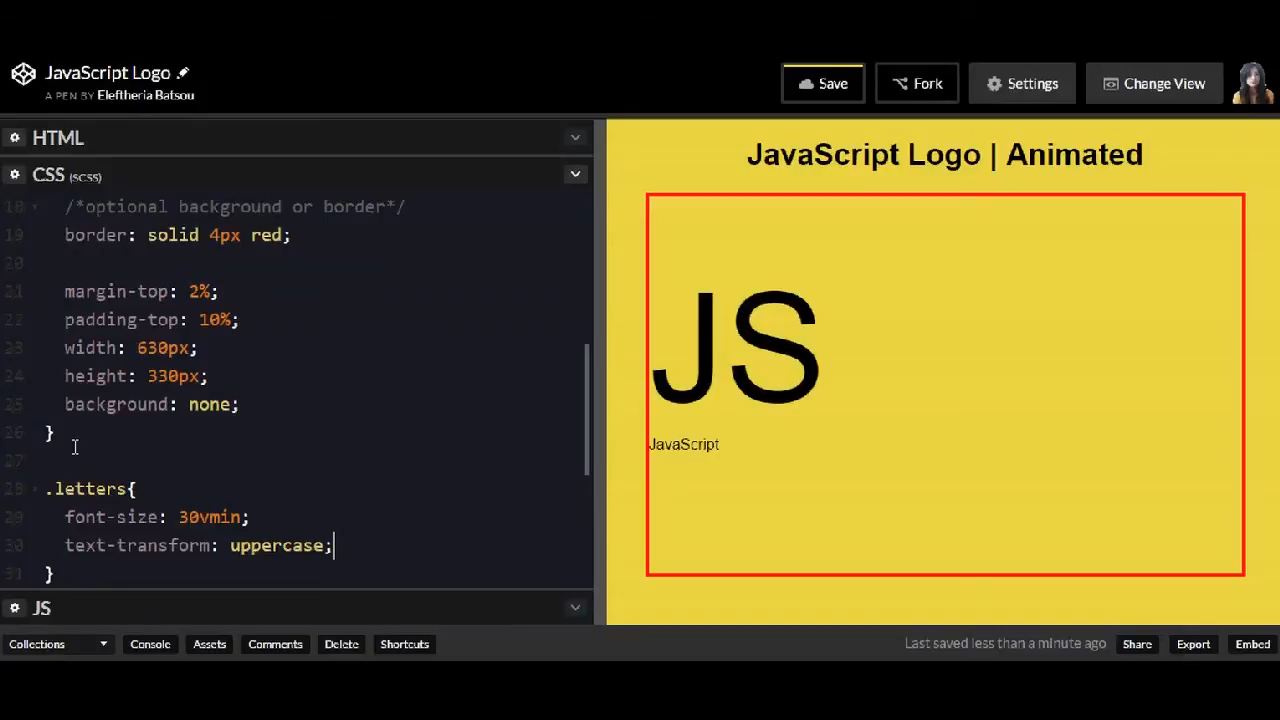 JavaScript Logo
A PEN BY Eleftheria Batsou
Save
Fork
Settings
Change View
HTML
CSS (SCSS)
18 /*optional background or border*/
19 border: solid 4px red;
20
21 margin-top: 2%;
22 padding-top: 10%;
23 width: 630px;
24 height: 330px;
25 background: none;
26 }
27
28 .letters{
29 font-size: 30vmin;
30 text-transform: uppercase;
31 }
JS
JavaScript Logo | Animated
JS
JavaScript
Collections
Console
Assets
Comments
Delete
Shortcuts
Last saved less than a minute ago
Share
Export
Embed